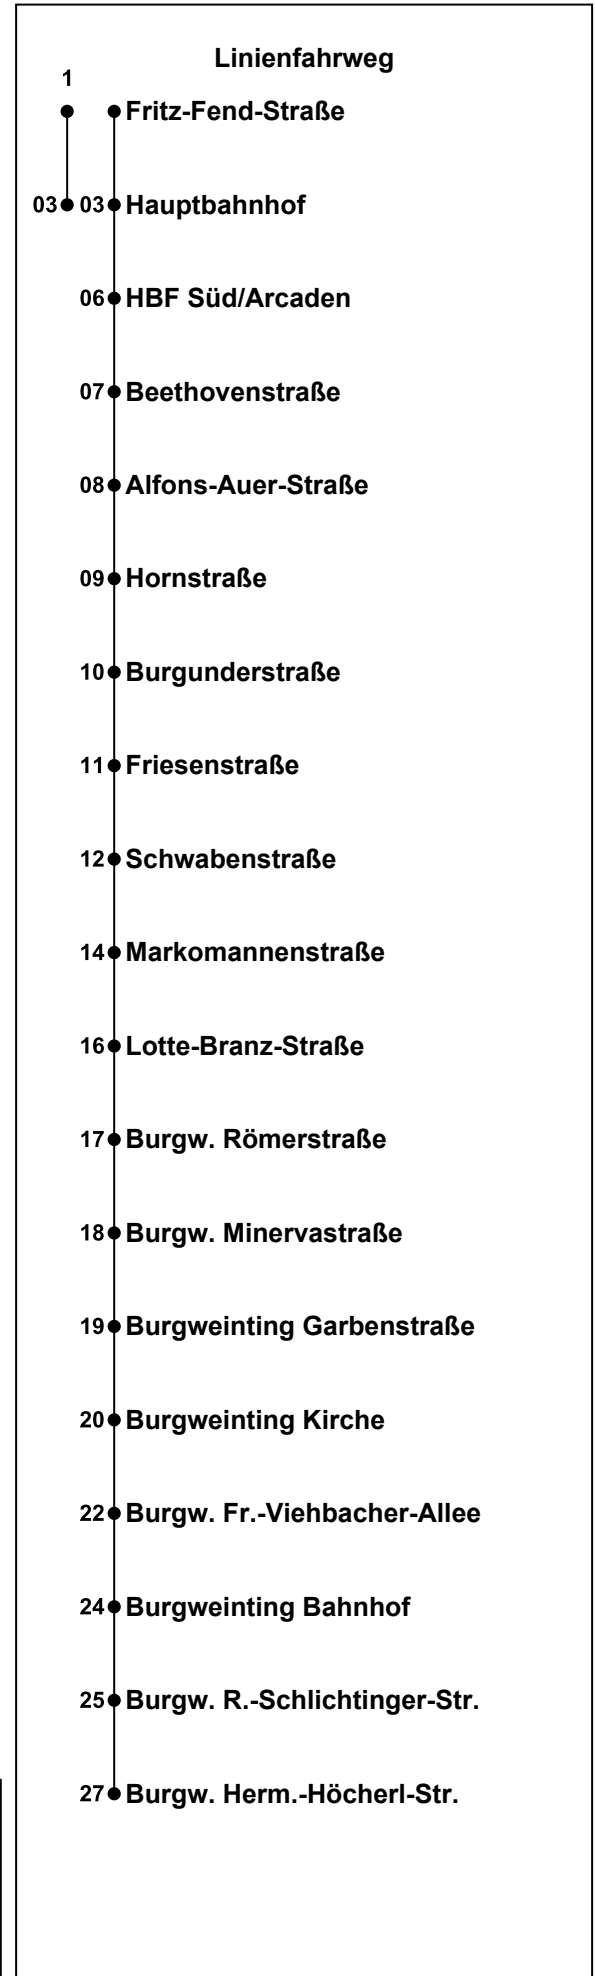 Linienfahrweg
1
Fritz-Fend-Straße
03 03 Hauptbahnhof
06 HBF Süd/Arcaden
07 Beethovenstraße
08 Alfons-Auer-Straße
09 Hornstraße
10 Burgunderstraße
11 Friesenstraße
12 Schwabenstraße
14 Markomannenstraße
16 Lotte-Branz-Straße
17 Burgw. Römerstraße
18 Burgw. Minervastraße
19 Burgweinting Garbenstraße
20 Burgweinting Kirche
22 Burgw. Fr.-Viehbacher-Allee
24 Burgweinting Bahnhof
25 Burgw. R.-Schlichtinger-Str.
27 Burgw. Herm.-Höcherl-Str.